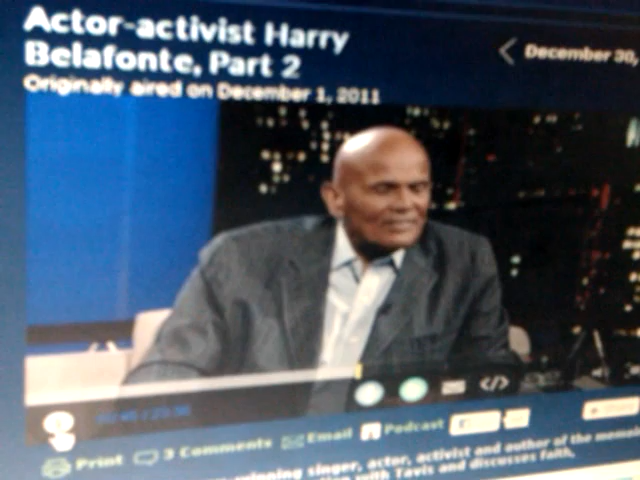 Actor-activist Harry
Belafonte, Part 2
Originally aired on December 1, 2011
December 30,
Print 3 Comments Email Podcast
winning singer, actor, activist and author of the
with Tavis and discusses faith,